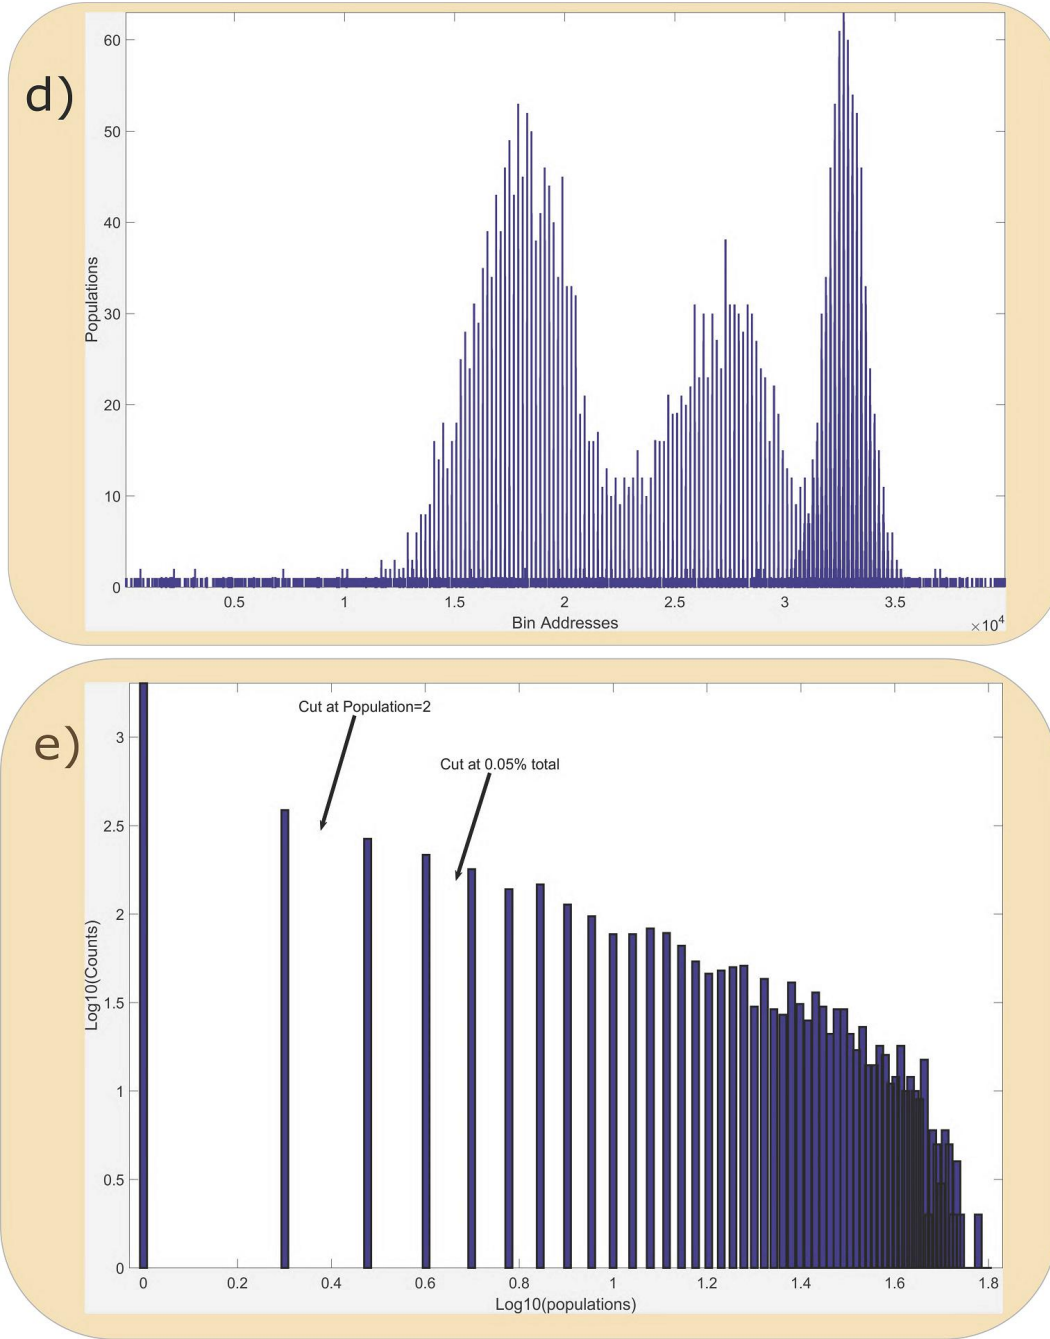 d)
60
50
40
30
20
10
0
Populations
0.5 1 1.5 2 2.5 3 3.5
Bin Addresses
×10⁴
e)
Cut at Population=2
Cut at 0.05% total
3
2.5
2
1.5
1
0.5
0
Log10(Counts)
0 0.2 0.4 0.6 0.8 1 1.2 1.4 1.6 1.8
Log10(populations)